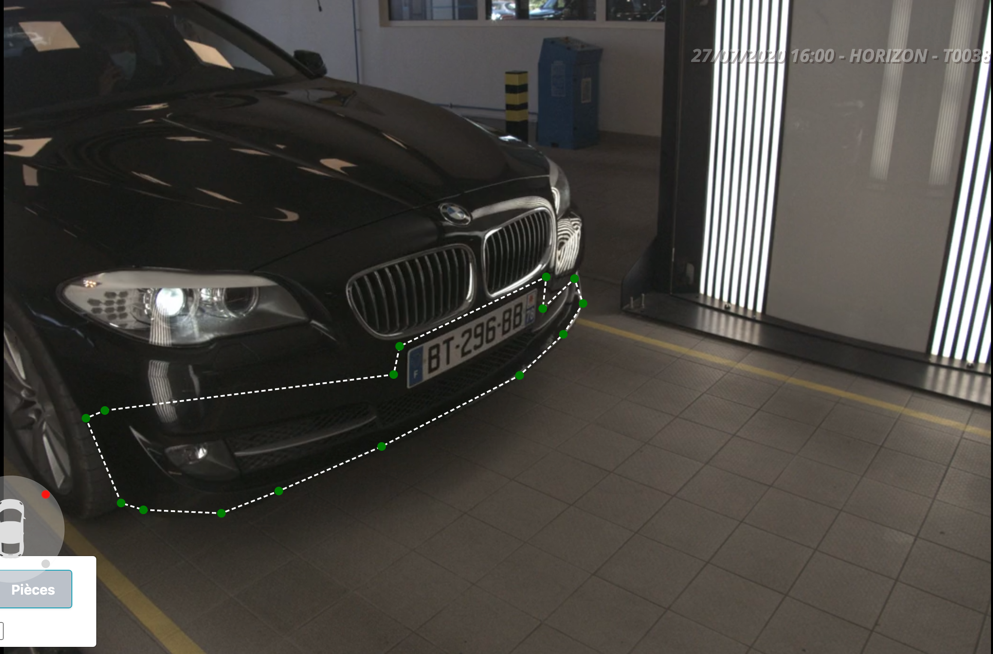 27/07/2020 16:00 - HORIZON - T0038
BT-296-BB
F
Pièces